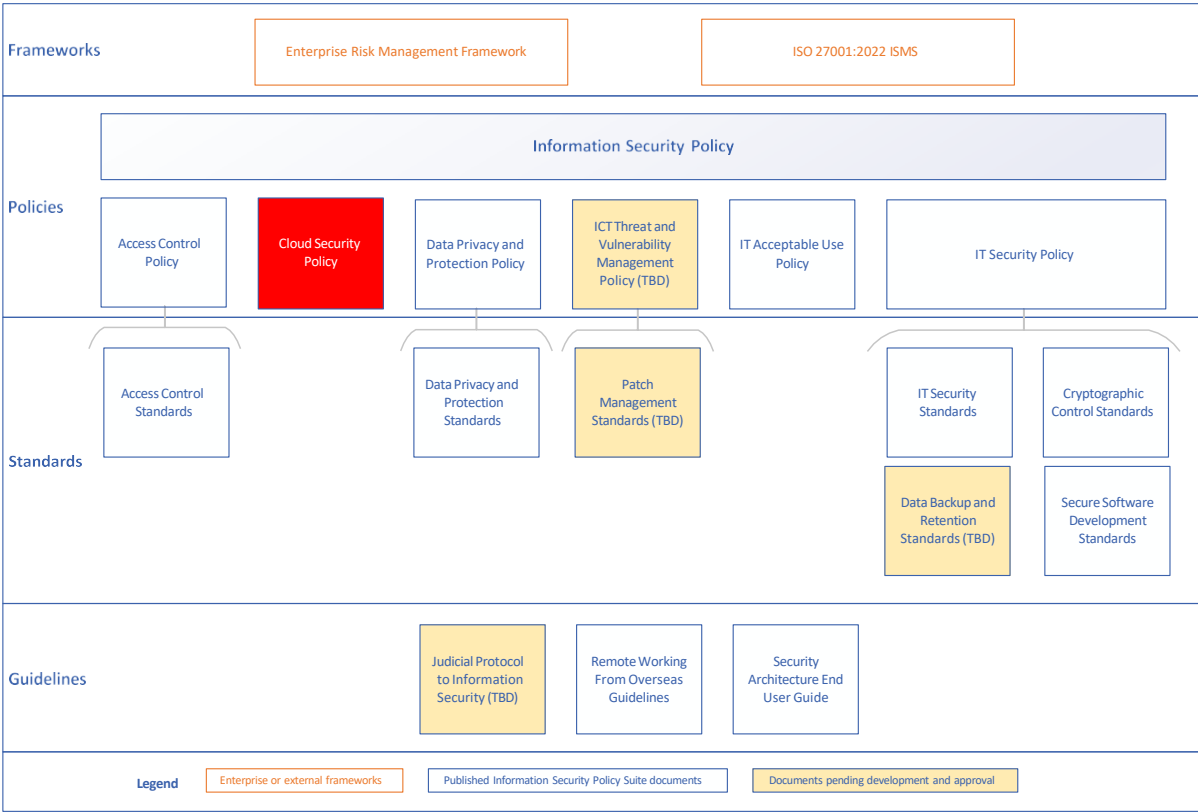 Frameworks
Enterprise Risk Management Framework
ISO 27001:2022 ISMS
Information Security Policy
Policies
Access Control
Policy
Cloud Security
Policy
Data Privacy and
Protection Policy
ICT Threat and
Vulnerability
Management
Policy (TBD)
IT Acceptable Use
Policy
IT Security Policy
Standards
Access Control
Standards
Data Privacy and
Protection
Standards
Patch
Management
Standards (TBD)
IT Security
Standards
Cryptographic
Control Standards
Data Backup and
Retention
Standards (TBD)
Secure Software
Development
Standards
Guidelines
Judicial Protocol
to Information
Security (TBD)
Remote Working
From Overseas
Guidelines
Security
Architecture End
User Guide
Legend
Enterprise or external frameworks
Published Information Security Policy Suite documents
Documents pending development and approval